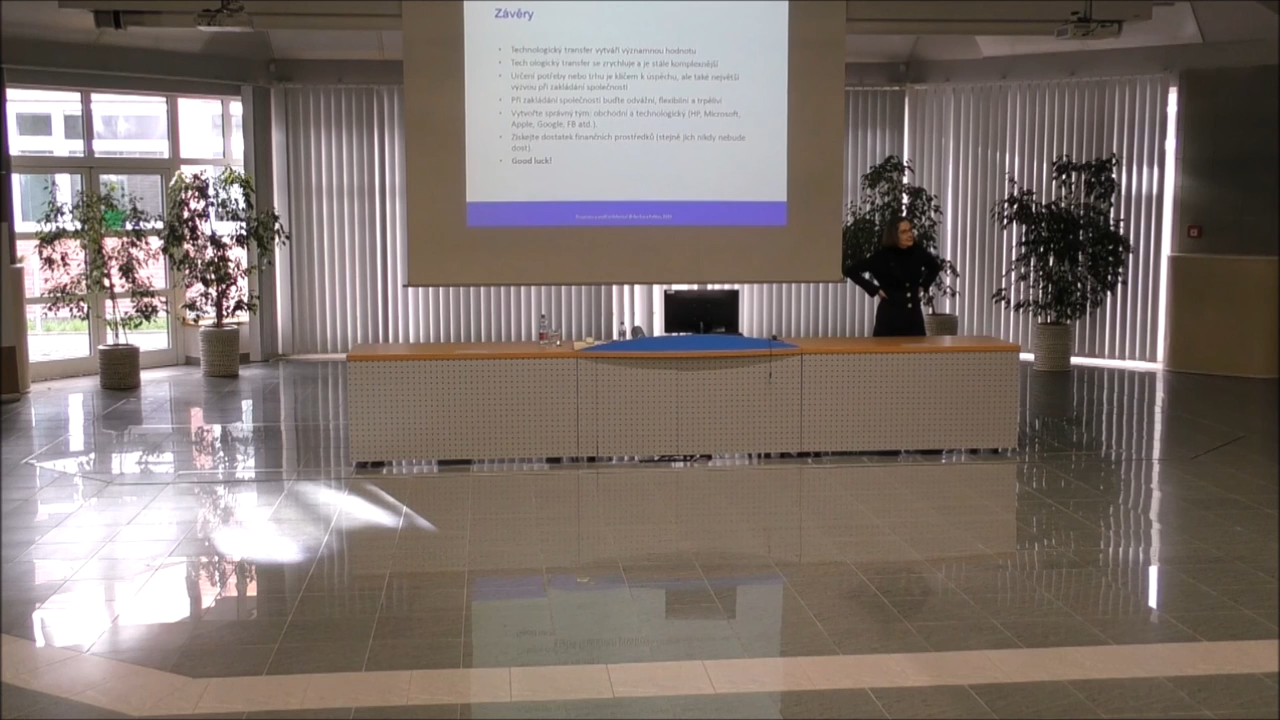 Závěry
Technologický transfer vytváří významnou hodnotu
Tech ologický transfer se zrychluje a je stále komplexnější
Určení potřeby nebo trhu je klíčem k úspěchu, ale také největší
výzvou při zakládání společnosti
Při zakládání společnosti buďte odvážní, flexibilní a trpěliví
Vytvořte správný tým: obchodní a technologický (HP, Microsoft,
Apple, Google, FB atd.).
Získejte dostatek finančních prostředků (stejně jich nikdy nebude
dost).
Good luck!